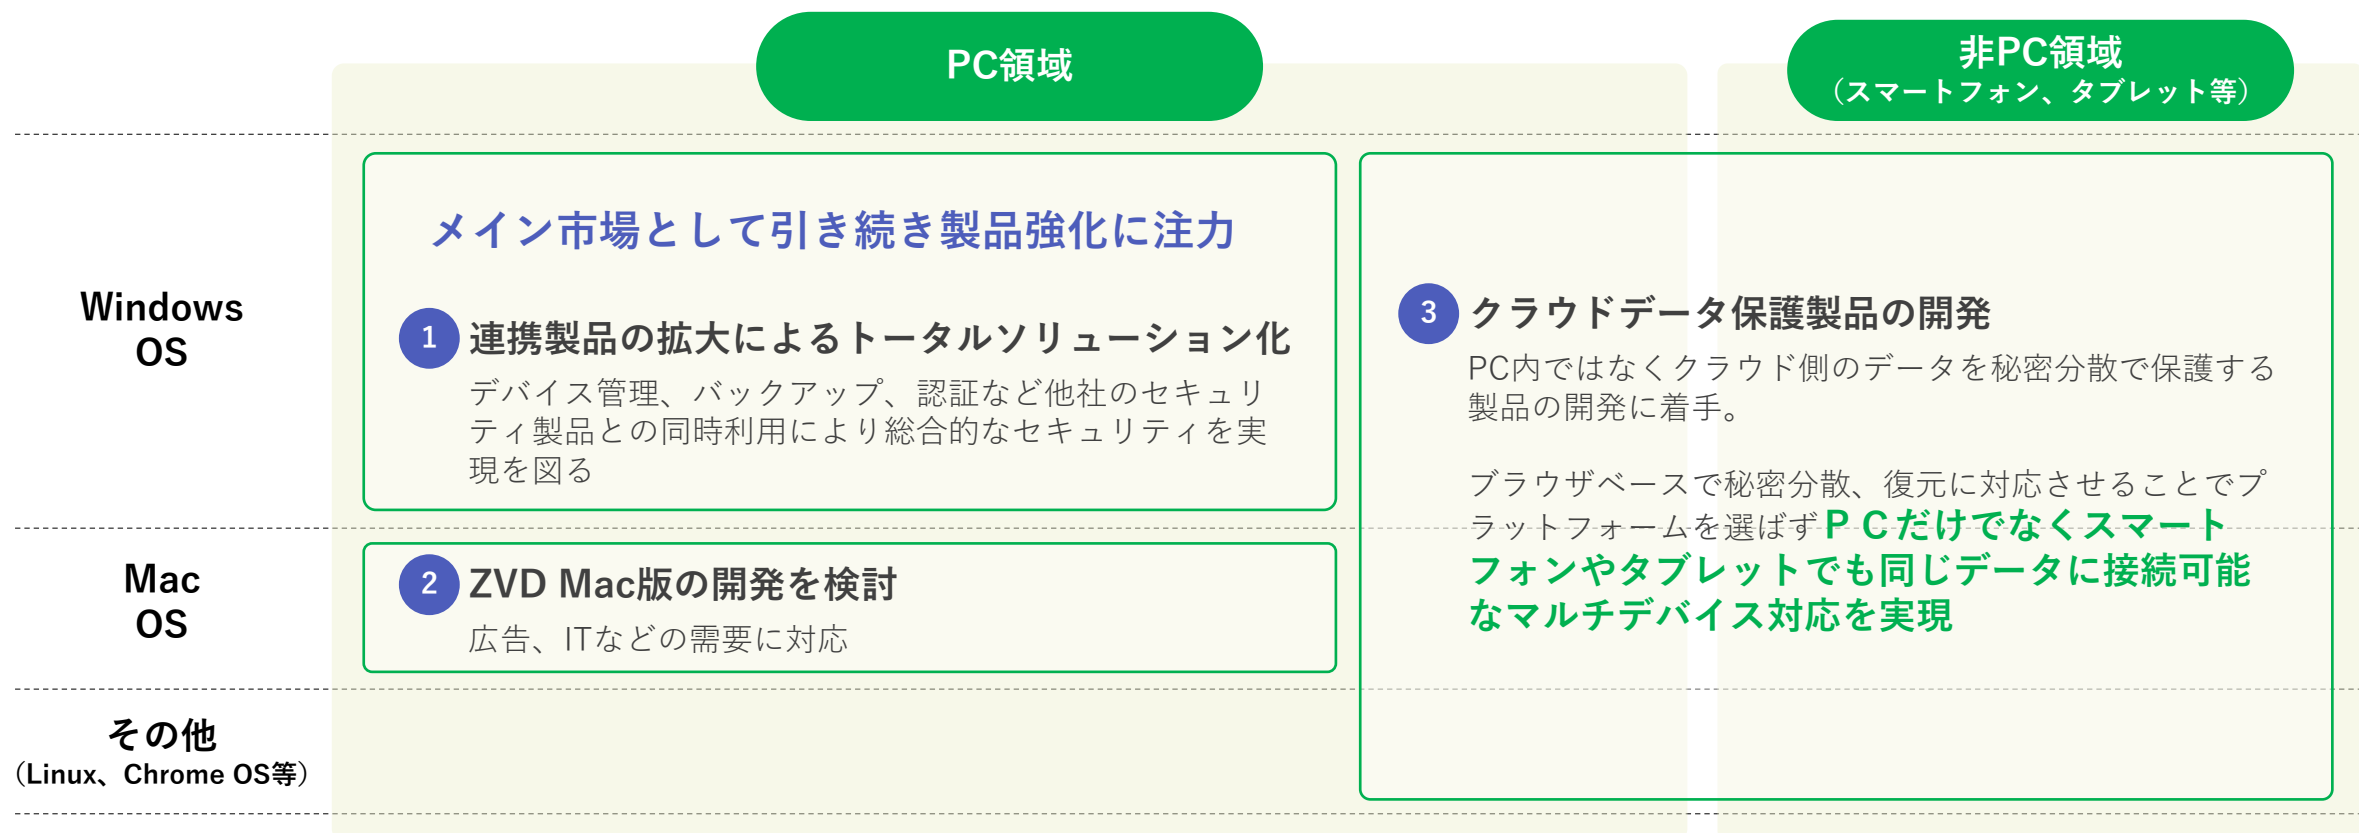 PC領域
非PC領域
（スマートフォン、タブレット等）
Windows
OS
メイン市場として引き続き製品強化に注力
1 連携製品の拡大によるトータルソリューション化
デバイス管理、バックアップ、認証など他社のセキュリ
ティ製品との同時利用により総合的なセキュリティを実
現を図る
3 クラウドデータ保護製品の開発
PC内ではなくクラウド側のデータを秘密分散で保護する
製品の開発に着手。
ブラウザベースで秘密分散、復元に対応させることでプ
ラットフォームを選ばずＰＣだけでなくスマート
フォンやタブレットでも同じデータに接続可能
なマルチデバイス対応を実現
Mac
OS
2 ZVD Mac版の開発を検討
広告、ITなどの需要に対応
その他
（Linux、Chrome OS等）